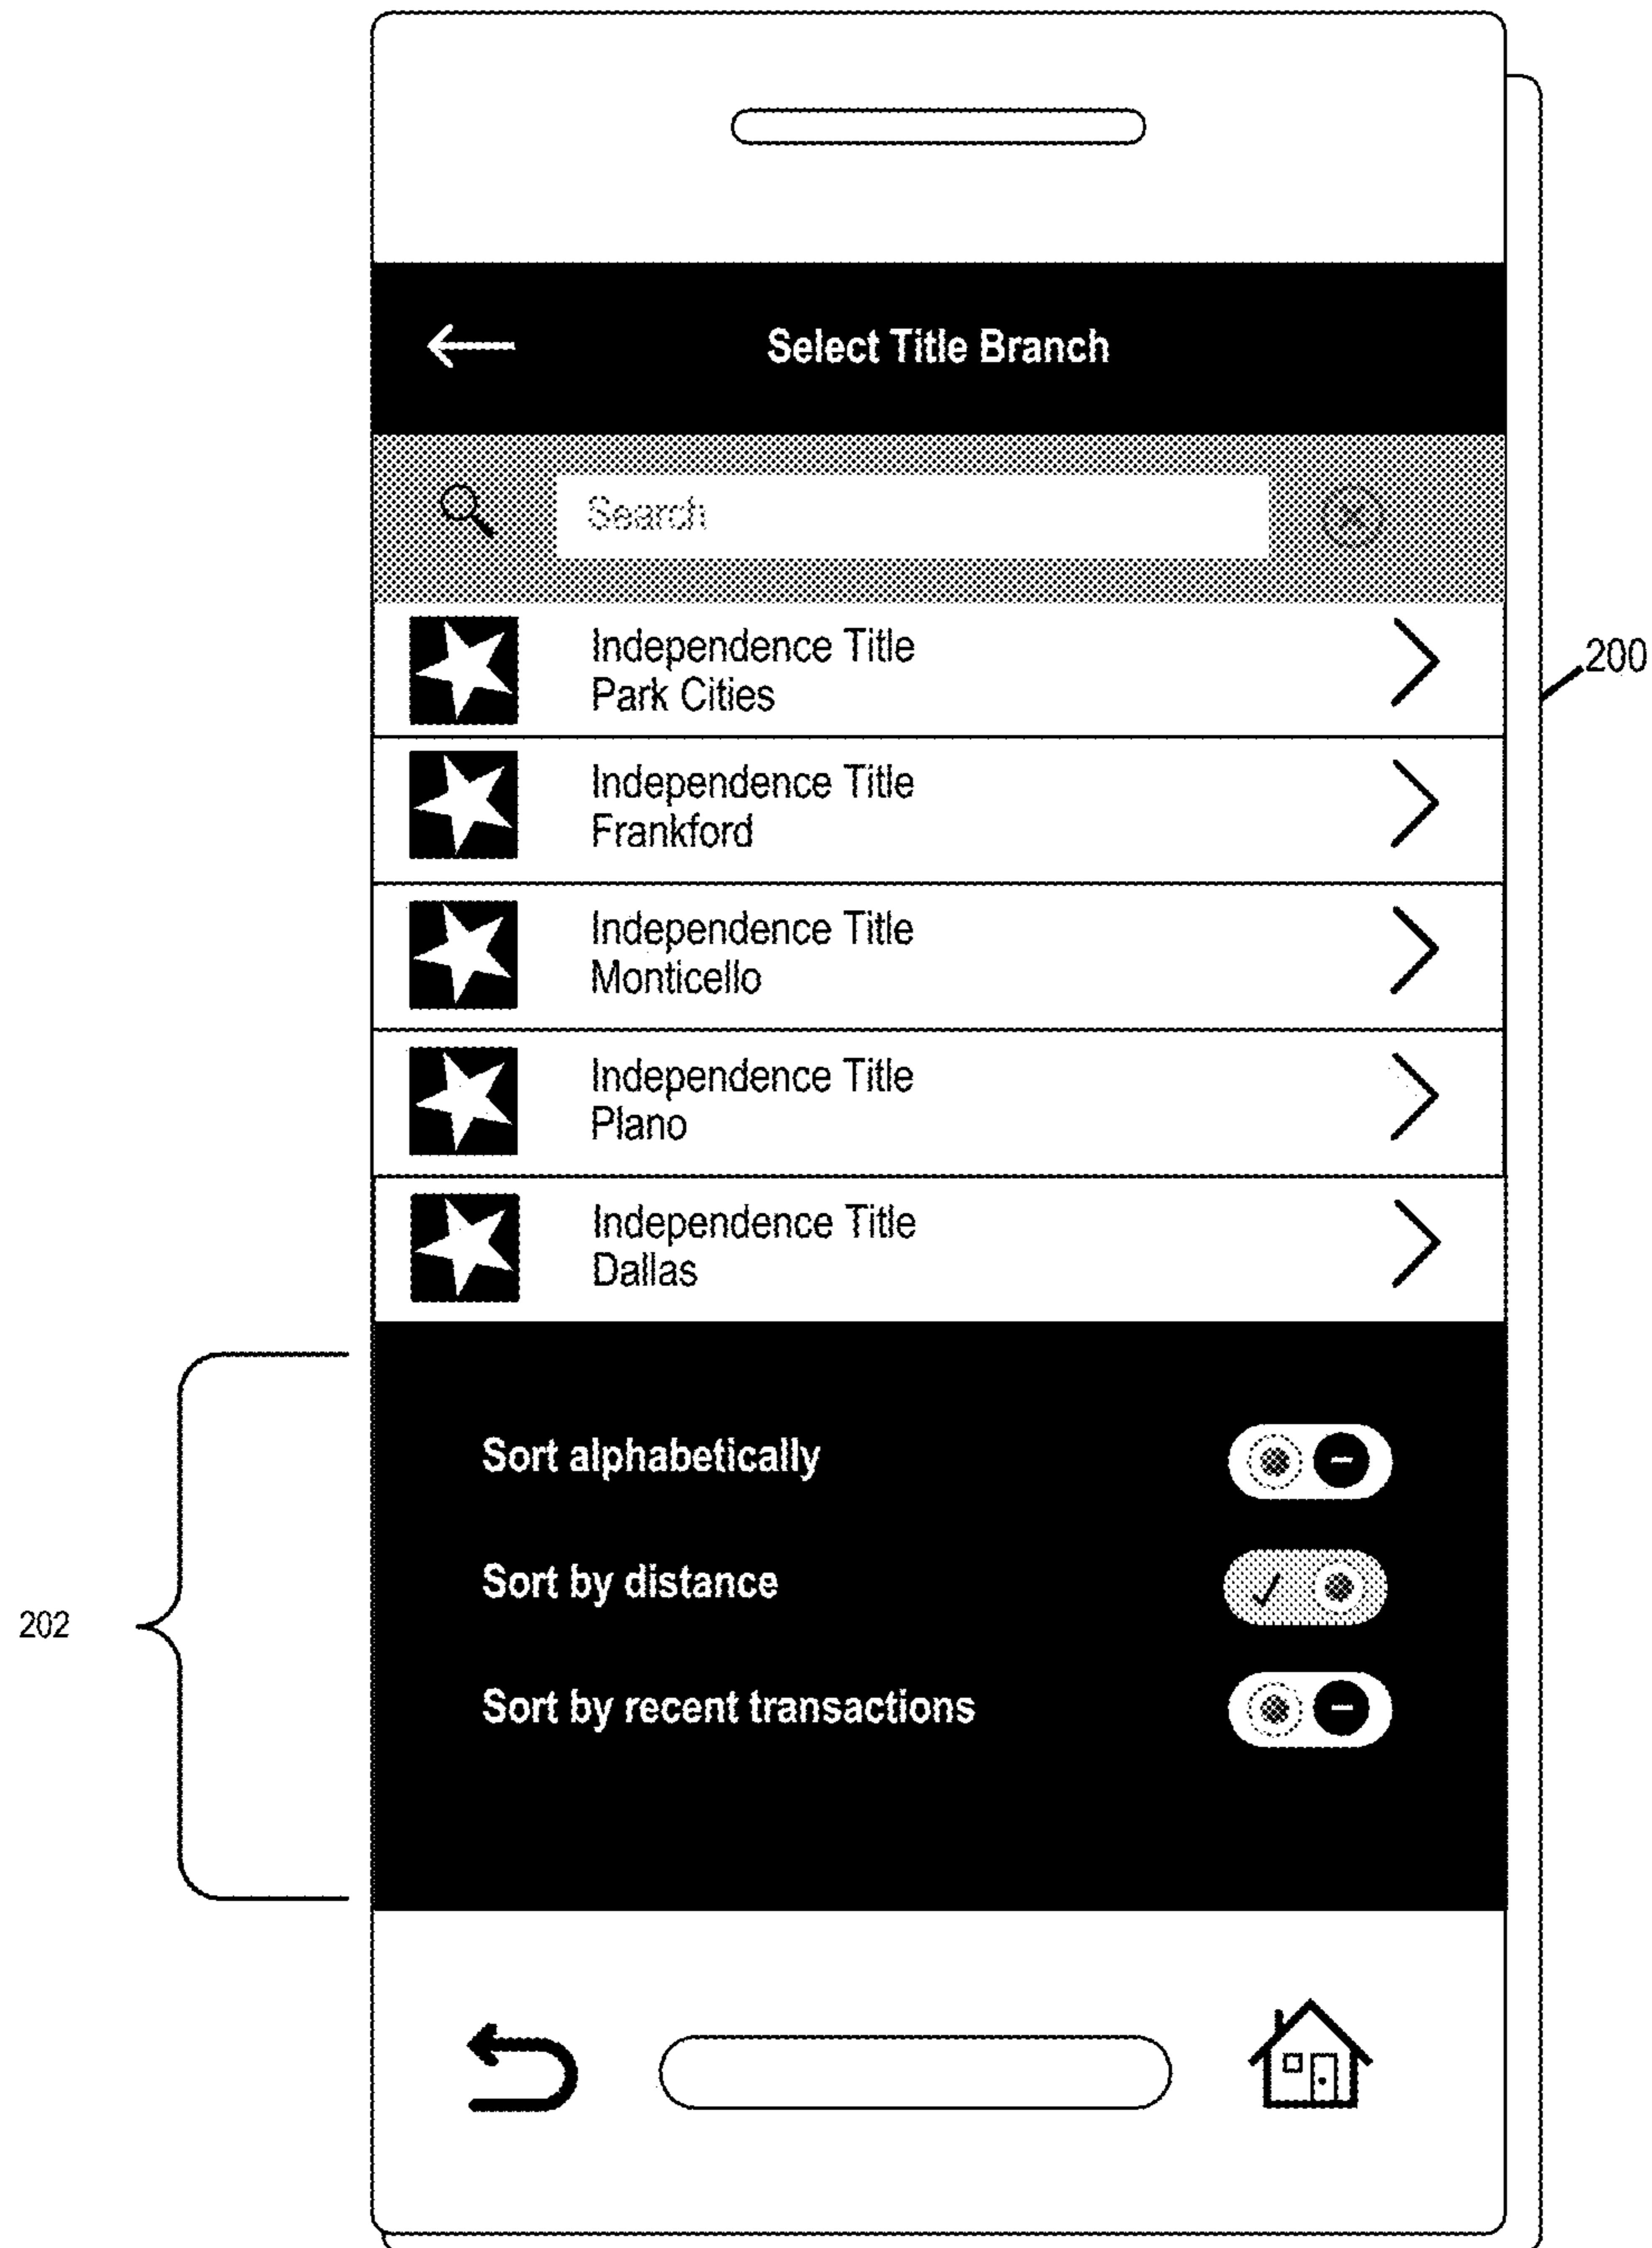 Select Title Branch
Search
Independence Title
Park Cities
200
Independence Title
Frankford
Independence Title
Monticello
Independence Title
Plano
Independence Title
Dallas
Sort alphabetically
Sort by distance
202
Sort by recent transactions